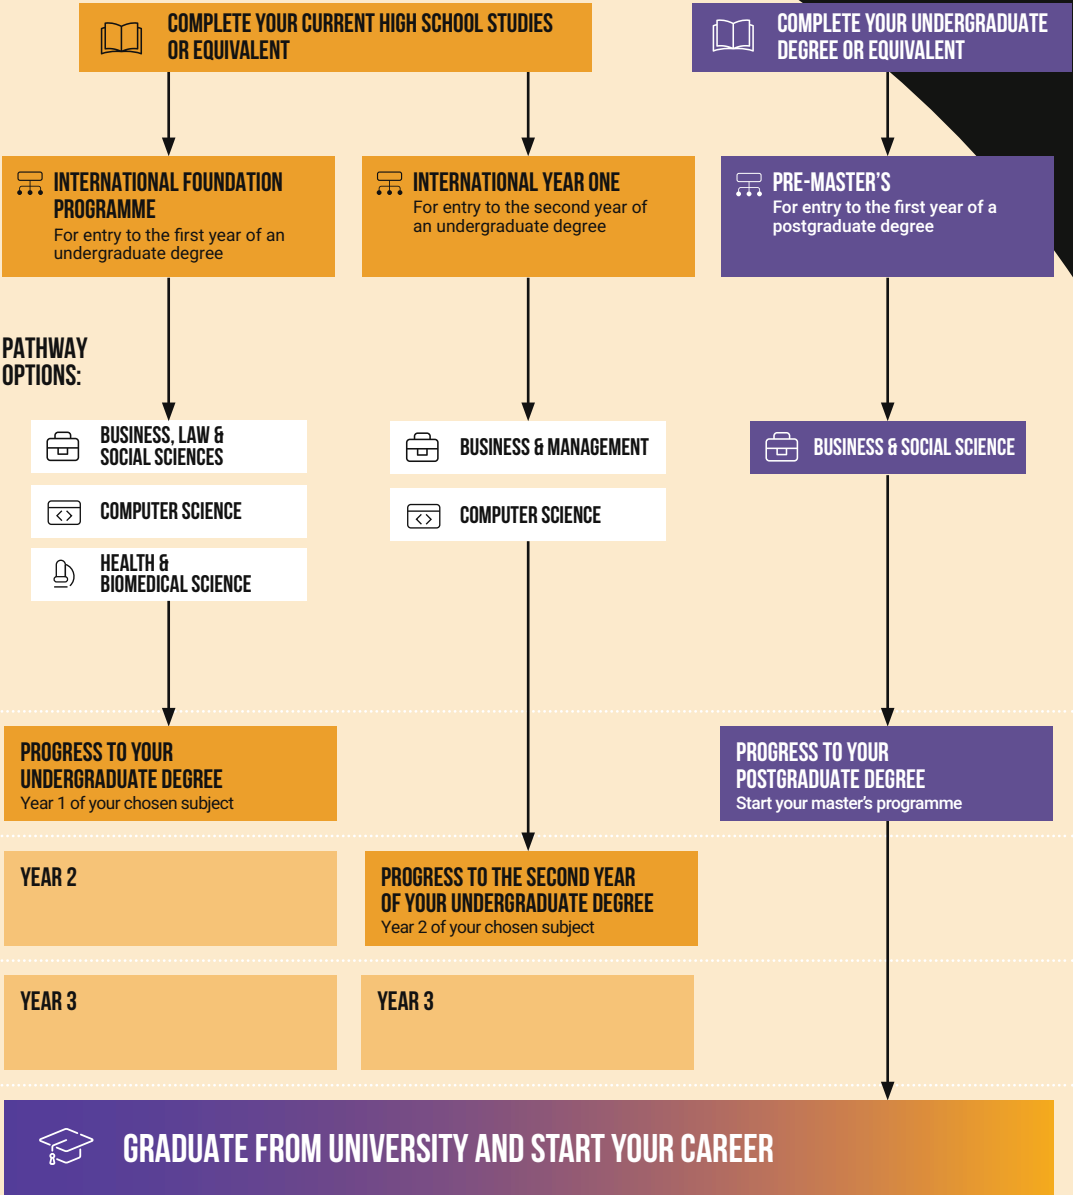 COMPLETE YOUR CURRENT HIGH SCHOOL STUDIES
OR EQUIVALENT
COMPLETE YOUR UNDERGRADUATE
DEGREE OR EQUIVALENT
INTERNATIONAL FOUNDATION
PROGRAMME
For entry to the first year of an
undergraduate degree
INTERNATIONAL YEAR ONE
For entry to the second year of
an undergraduate degree
PRE-MASTER'S
For entry to the first year of a
postgraduate degree
PATHWAY
OPTIONS:
BUSINESS, LAW &
SOCIAL SCIENCES
COMPUTER SCIENCE
HEALTH &
BIOMEDICAL SCIENCE
BUSINESS & MANAGEMENT
COMPUTER SCIENCE
BUSINESS & SOCIAL SCIENCE
PROGRESS TO YOUR
UNDERGRADUATE DEGREE
Year 1 of your chosen subject
PROGRESS TO YOUR
POSTGRADUATE DEGREE
Start your master's programme
YEAR 2
PROGRESS TO THE SECOND YEAR
OF YOUR UNDERGRADUATE DEGREE
Year 2 of your chosen subject
YEAR 3
YEAR 3
GRADUATE FROM UNIVERSITY AND START YOUR CAREER